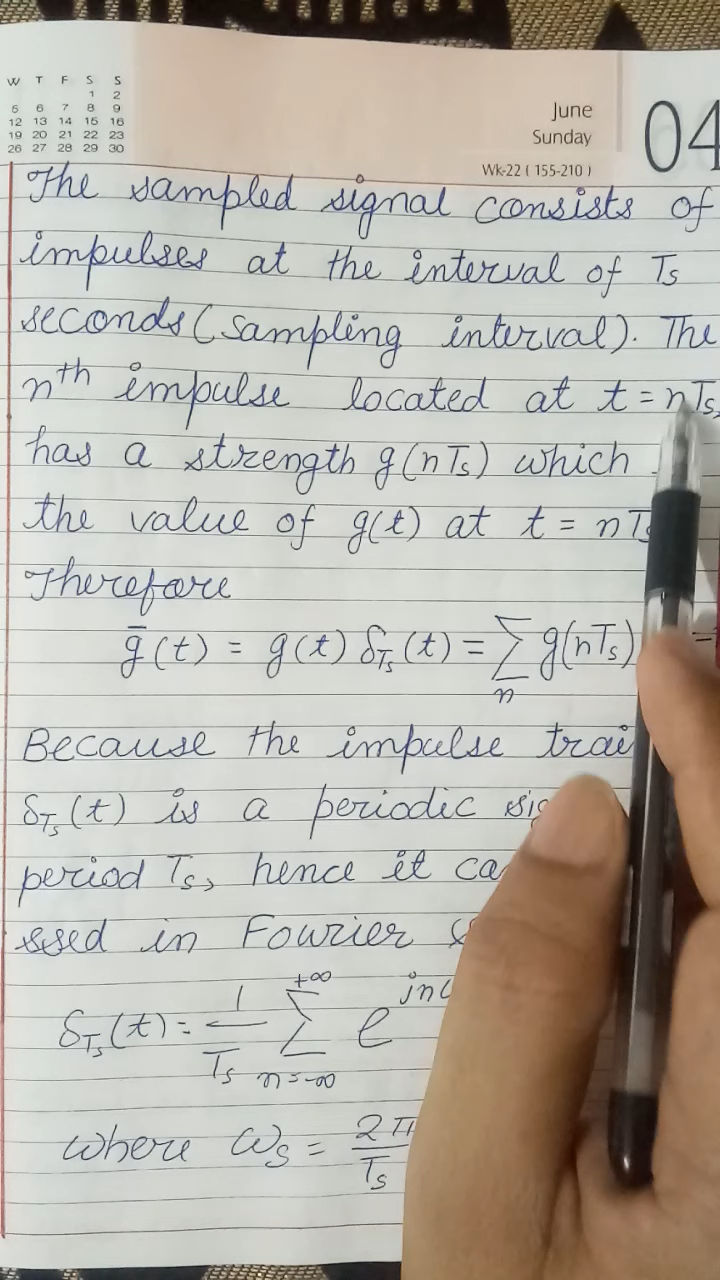 W T F S S
1 2
5 6 7 8 9
12 13 14 15 16
19 20 21 22 23
26 27 28 29 30
June
Sunday
Wk-22 ( 155-210 )
04
The sampled signal consists of
impulses at the interval of Ts
seconds (sampling interval). The
nth impulse located at t = nTs,
has a strength g(nTs) which
the value of g(t) at t = nT
Therefore
ḡ(t) = g(t) δTs(t) = Σ g(nTs)
n
Because the impulse trai
δTs(t) is a periodic sig
period Ts, hence it ca
ssed in Fourier s
δTs(t) = 1/Ts Σ n=-∞ +∞ e jn
where ωs = 2π/Ts